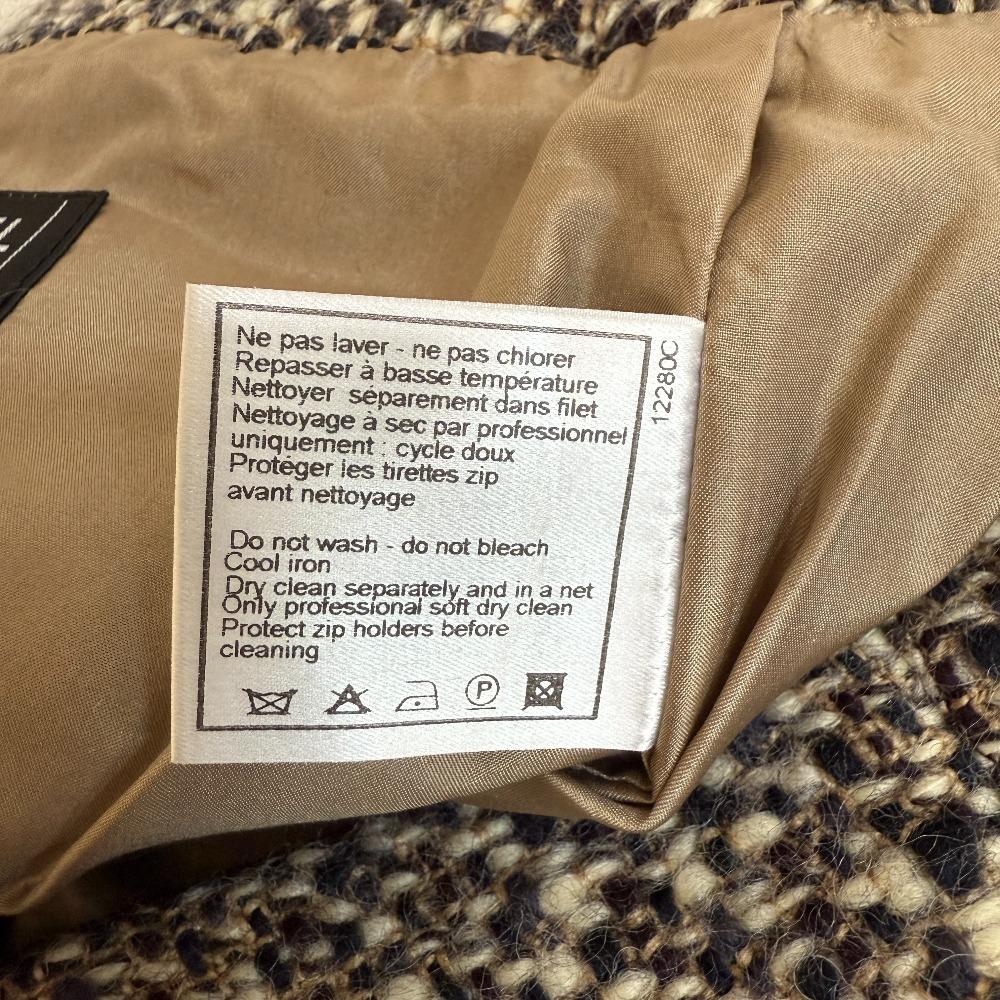 Ne pas laver - ne pas chlorer
Repasser à basse température
Nettoyer séparement dans filet
Nettoyage à sec par professionnel
uniquement : cycle doux
Protéger les tirettes zip
avant nettoyage
Do not wash - do not bleach
Cool iron
Dry clean separately and in a net
Only professional soft dry clean
Protect zip holders before
cleaning
P
12280C